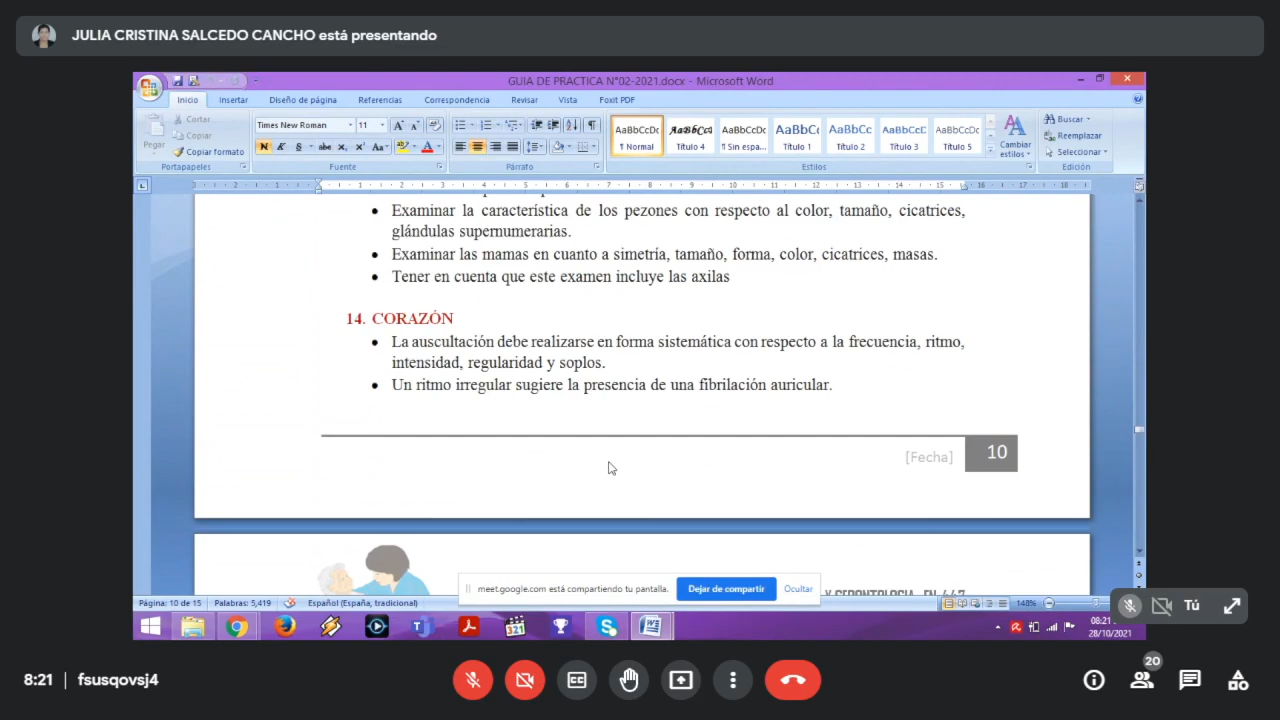 JULIA CRISTINA SALCEDO CANCHO está presentando
GUIA DE PRACTICA N°02-2021.docx - Microsoft Word
Inicio Insertar Diseño de página Referencias Correspondencia Revisar Vista Foxit PDF
Pegar
Cortar
Copiar
Copiar formato
Portapapeles
Times New Roman 11
Fuente
Párrafo
AaBbCcDc AaBbCcI AaBbCcDc AaBbCc AaBbCc AaBbCcD AaBbCcDc
¶ Normal Título 4 ¶ Sin espa... Título 1 Título 2 Título 3 Título 5
Estilos
Cambiar estilos
Buscar
Reemplazar
Seleccionar
Edición
• Examinar la característica de los pezones con respecto al color, tamaño, cicatrices,
glándulas supernumerarias.
• Examinar las mamas en cuanto a simetría, tamaño, forma, color, cicatrices, masas.
• Tener en cuenta que este examen incluye las axilas
14. CORAZÓN
• La auscultación debe realizarse en forma sistemática con respecto a la frecuencia, ritmo,
intensidad, regularidad y soplos.
• Un ritmo irregular sugiere la presencia de una fibrilación auricular.
[Fecha] 10
meet.google.com está compartiendo tu pantalla. Dejar de compartir Ocultar
Página: 10 de 15 Palabras: 5,419 Español (España, tradicional) 148%
Tú
08:21
28/10/2021
8:21 | fsusqovsj4
20